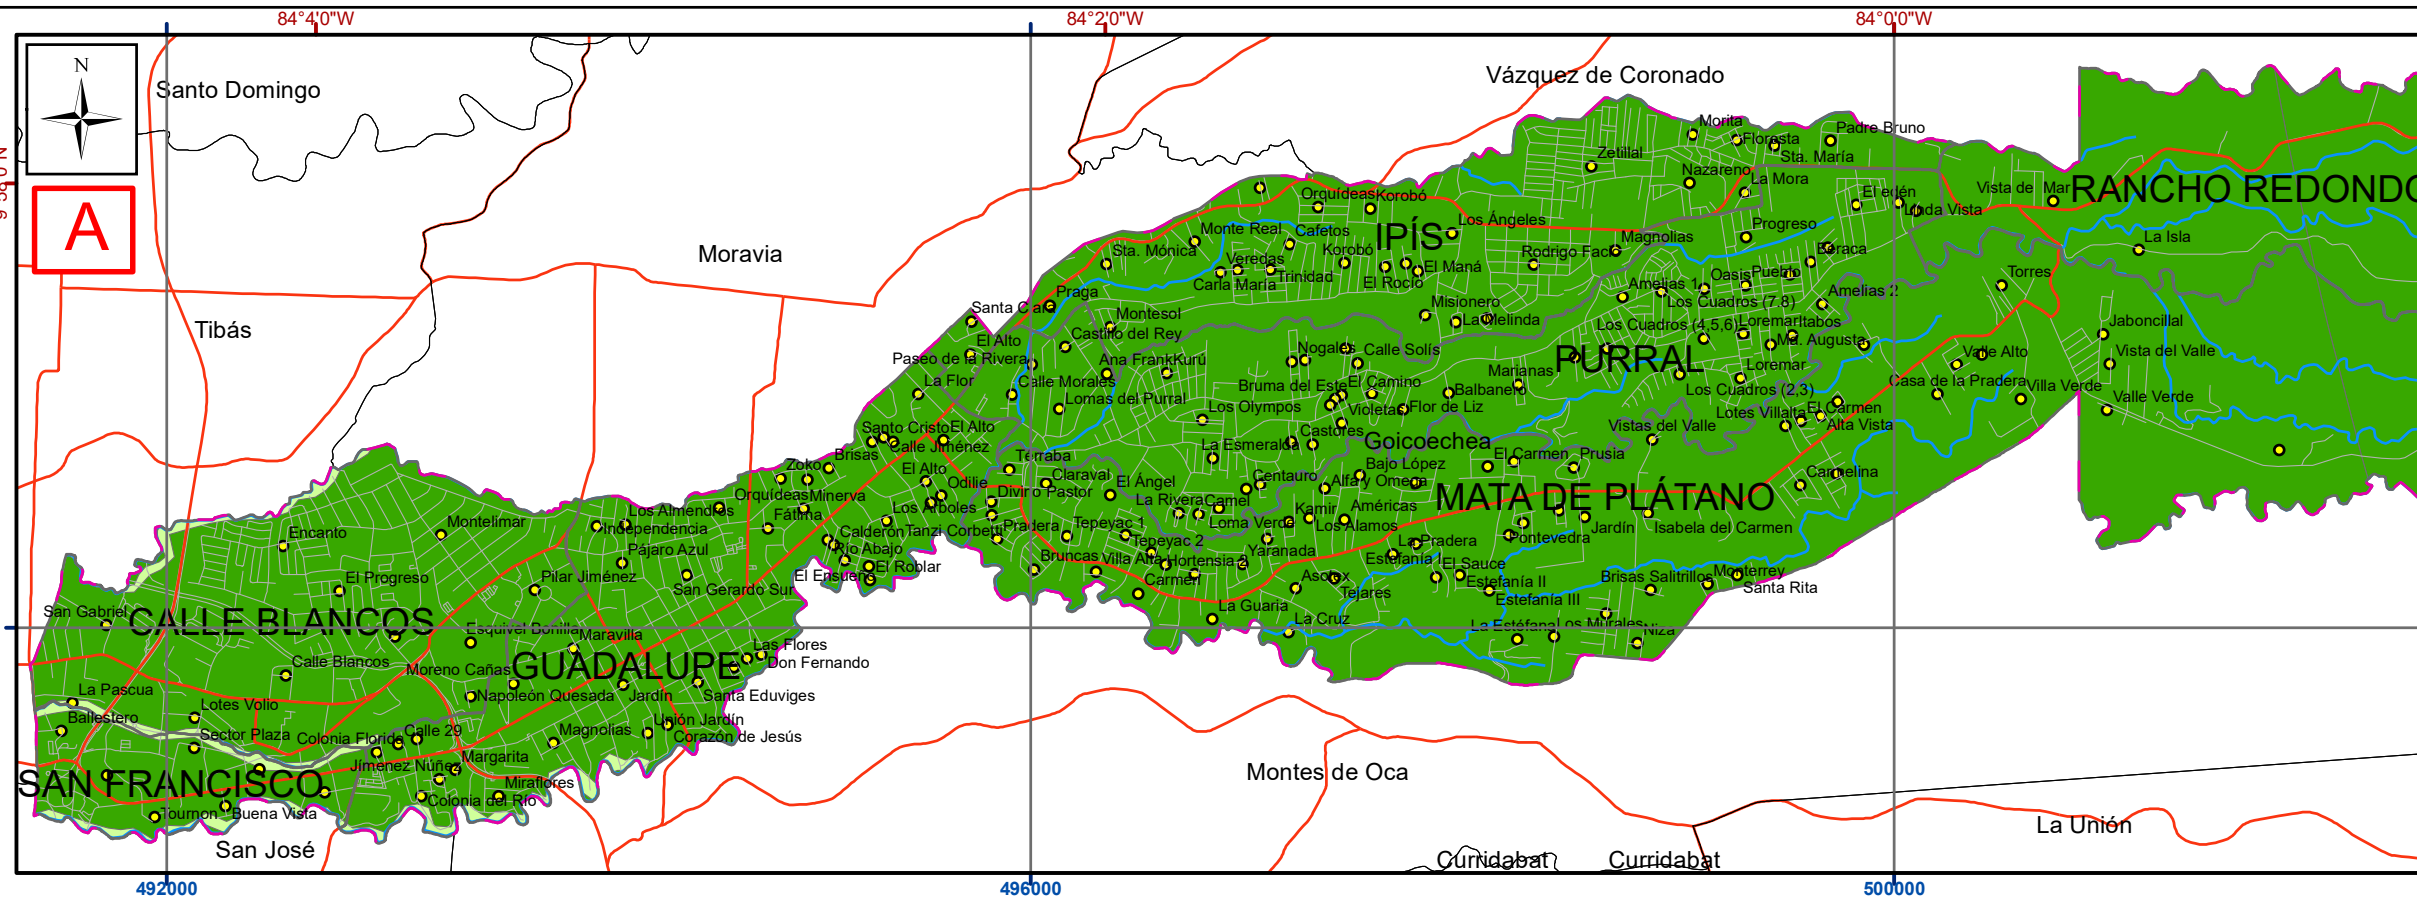 84°4'0"W
84°2'0"W
84°0'0"W
N
A
Santo Domingo
Vázquez de Coronado
Moravia
Tibás
Morita
Floresta
Padre Bruno
Sta. María
Zetillal
Nazareno
La Mora
El edén
Linda Vista
Vista de Mar
RANCHO REDONDO
Orquídeas
Korobó
Los Ángeles
IPÍS
Monte Real
Cafetos
Korobó
Sta. Mónica
Veredas
Trinidad
Carla María
El Rocío
El Maná
Rodrigo Facio
Magnolias
Progreso
Beraca
La Isla
Oasis
Pueblo
Amelias 1
Amelias 2
Torres
Los Cuadros (7.8)
Praga
Santa Clara
Montesol
Misionero
La Melinda
Castillo del Rey
Los Cuadros (4,5,6)
Loremar
Itabos
Ma. Augusta
Jaboncillal
El Alto
Paseo de la Rivera
Ana Frank
Kurú
Nogales
Calle Solís
PURRAL
Valle Alto
Vista del Valle
La Flor
Calle Morales
Bruma del Este
El Camino
Marianas
Balbanero
Loremar
Los Cuadros (2,3)
Casa de la Pradera
Villa Verde
Valle Verde
Lomas del Purral
Los Olympos
Violetas
Flor de Liz
Lotes Villalta
El Carmen
Alta Vista
Vistas del Valle
Santo Cristo
El Alto
Calle Jiménez
Castores
La Esmeralda
Goicoechea
Brisas
Zoko
Térraba
El Carmen
Prusia
Bajo López
Carmelina
El Alto
Odilie
Claraval
El Ángel
Centauro
Alfa y Omega
MATA DE PLÁTANO
Orquídeas
Minerva
Divino Pastor
La Rivera
Camel
Kamir
Américas
Los Almendros
Independencia
Fátima
Los Arboles
Calderón
Tanzi Corbetti
Pradera
Tepeyac 1
Loma Verde
Los Alamos
Jardín
Isabela del Carmen
Encanto
Montelimar
Pájaro Azul
Río Abajo
El Roblar
El Ensueño
Tepeyac 2
Yaranada
La Pradera
Pontevedra
Bruncas
Villa Alta
Hortensia 2
Carmen
Estefanía I
El Sauce
Estefanía II
Estefanía III
Brisas Salitrillos
Monterrey
Santa Rita
El Progreso
Pilar Jiménez
San Gerardo Sur
Asotex
Tejares
San Gabriel
CALLE BLANCOS
La Guaria
La Cruz
La Estéfana
Los Murales
Niza
Esquivel Bonilla
Maravilla
Las Flores
Don Fernando
Calle Blancos
Moreno Cañas
GUADALUPE
La Pascua
Napoleón Quesada
Jardín
Santa Eduviges
Ballestero
Lotes Volio
Unión Jardín
Corazón de Jesús
Sector Plaza
Colonia Florida
Calle 29
Magnolias
SAN FRANCISCO
Jímenez Núñez
Margarita
Miraflores
Colonia del Río
Tournon
Buena Vista
San José
Montes de Oca
Curridabat
Curridabat
La Unión
492000
496000
500000